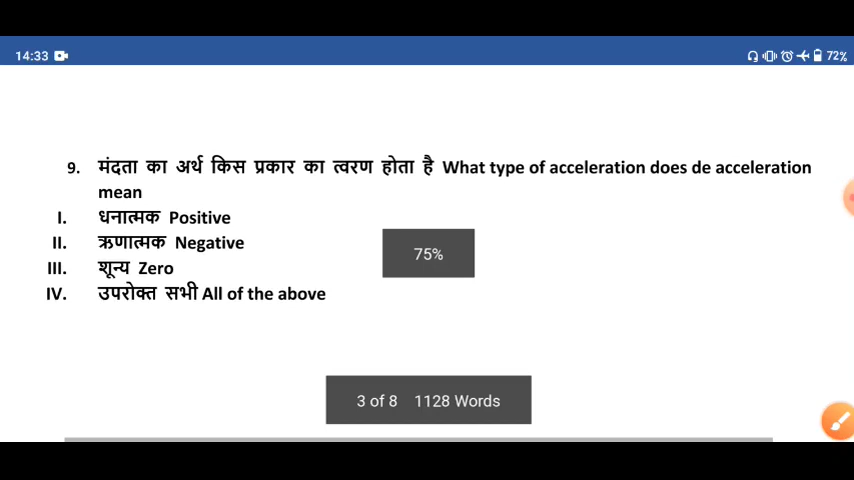 14:33
72%
9. मंदता का अर्थ किस प्रकार का त्वरण होता है What type of acceleration does de acceleration
mean
I. धनात्मक Positive
II. ऋणात्मक Negative
III. शून्य Zero
IV. उपरोक्त सभी All of the above
75%
3 of 8 1128 Words